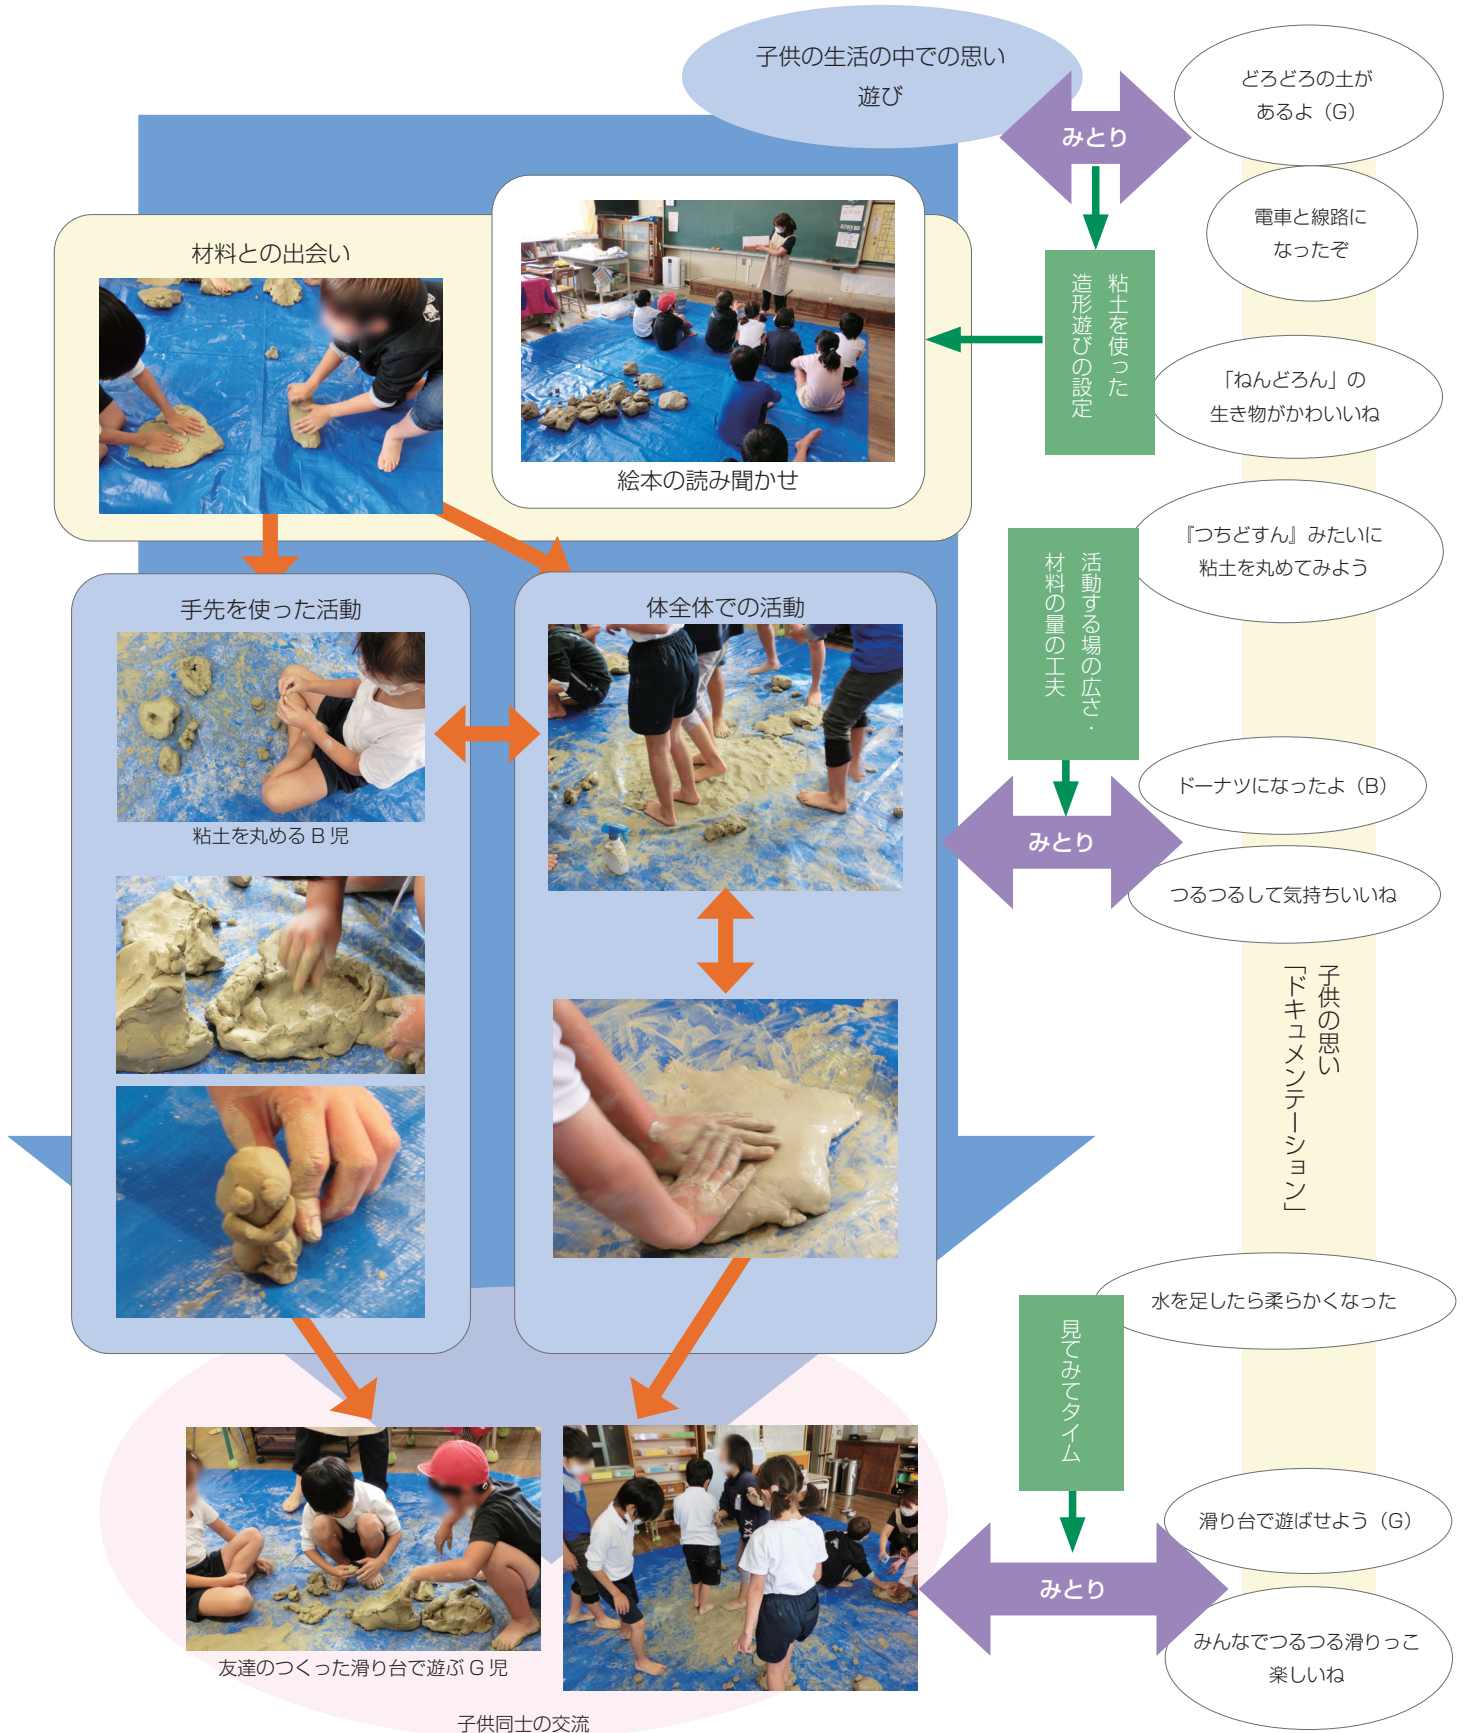 子供の生活の中での思い
遊び
みとり
どろどろの土が
あるよ（G）
電車と線路に
なったぞ
材料との出会い
絵本の読み聞かせ
粘土を使った
造形遊びの設定
「ねんどろん」の
生き物がかわいいね
『つちどすん』みたいに
粘土を丸めてみよう
活動する場の広さ・
材料の量の工夫
手先を使った活動
体全体での活動
粘土を丸める B 児
みとり
ドーナツになったよ（B）
つるつるして気持ちいいね
子供の思い
「ドキュメンテーション」
水を足したら柔らかくなった
見てみてタイム
滑り台で遊ばせよう（G）
みとり
みんなでつるつる滑りっこ
楽しいね
友達のつくった滑り台で遊ぶ G 児
子供同士の交流